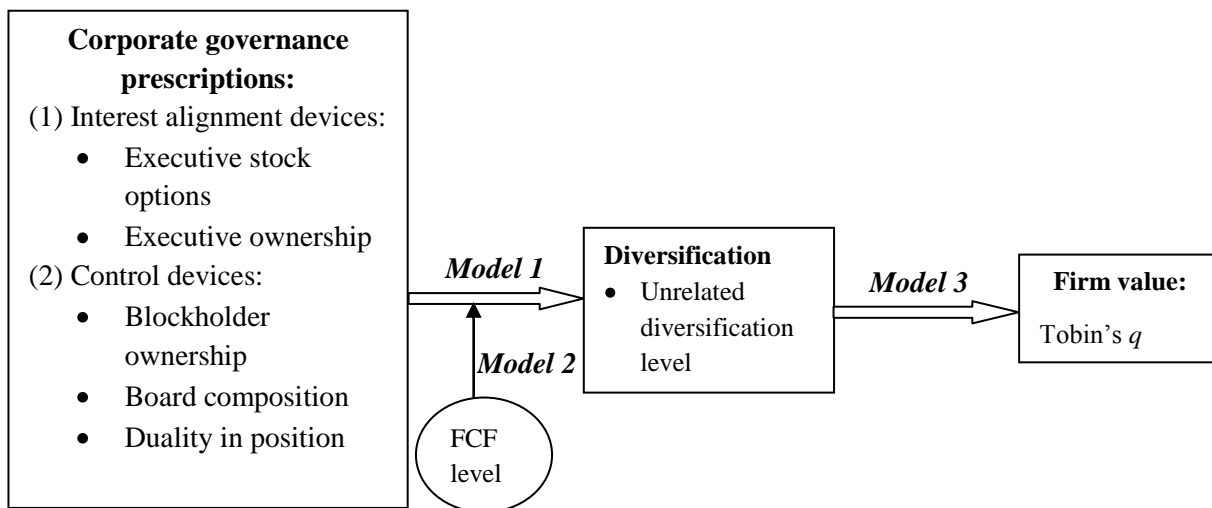 Corporate governance
prescriptions:
(1) Interest alignment devices:
• Executive stock
options
• Executive ownership
(2) Control devices:
• Blockholder
ownership
• Board composition
• Duality in position
Model 1
Model 2
FCF
level
Diversification
• Unrelated
diversification
level
Model 3
Firm value:
Tobin’s q